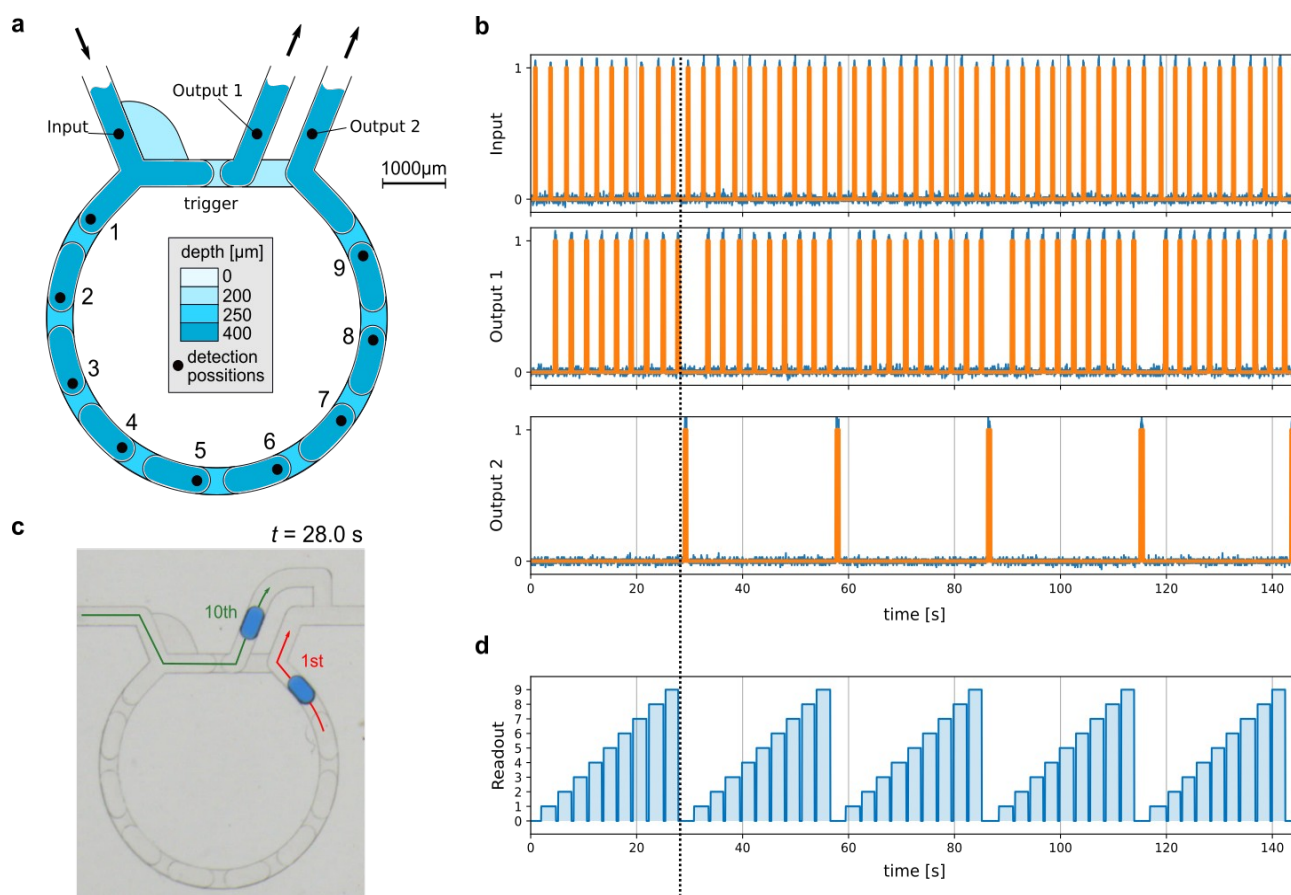 a
Output 1
Input
Output 2
1000µm
trigger
1
2
3
4
5
6
7
8
9
depth [µm]
0
200
250
400
detection
possitions
b
1
0
Input
1
0
Output 1
1
0
Output 2
0 20 40 60 80 100 120 140
time [s]
c
t = 28.0 s
10th
1st
d
9
8
7
6
5
4
3
2
1
0
Readout
0 20 40 60 80 100 120 140
time [s]